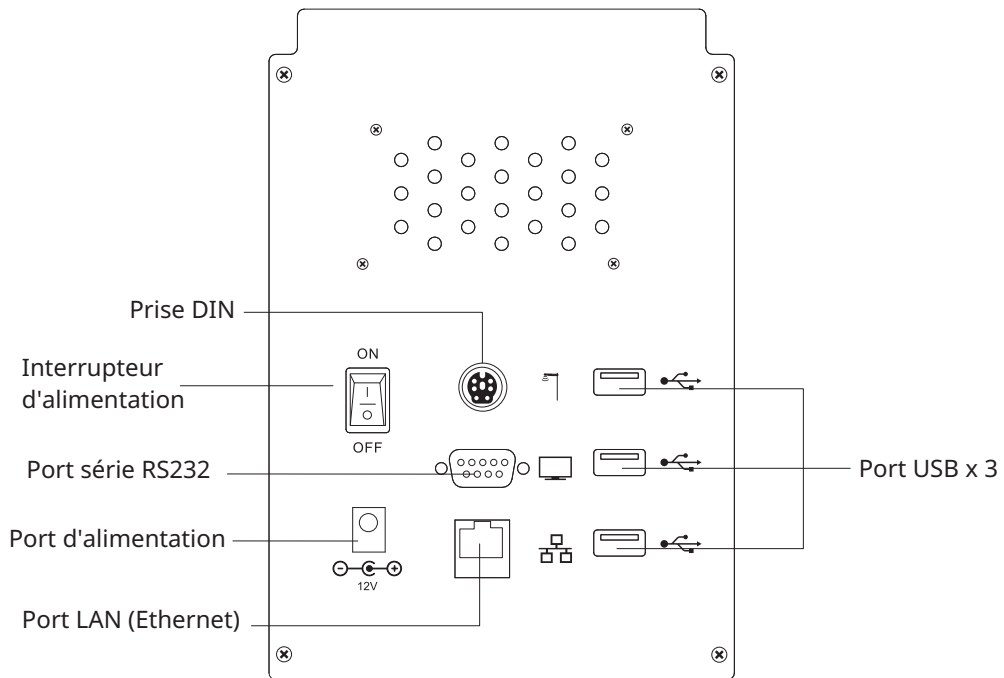 Prise DIN
Interrupteur
d'alimentation
ON
OFF
Port série RS232
Port USB x 3
Port d'alimentation
12V
Port LAN (Ethernet)